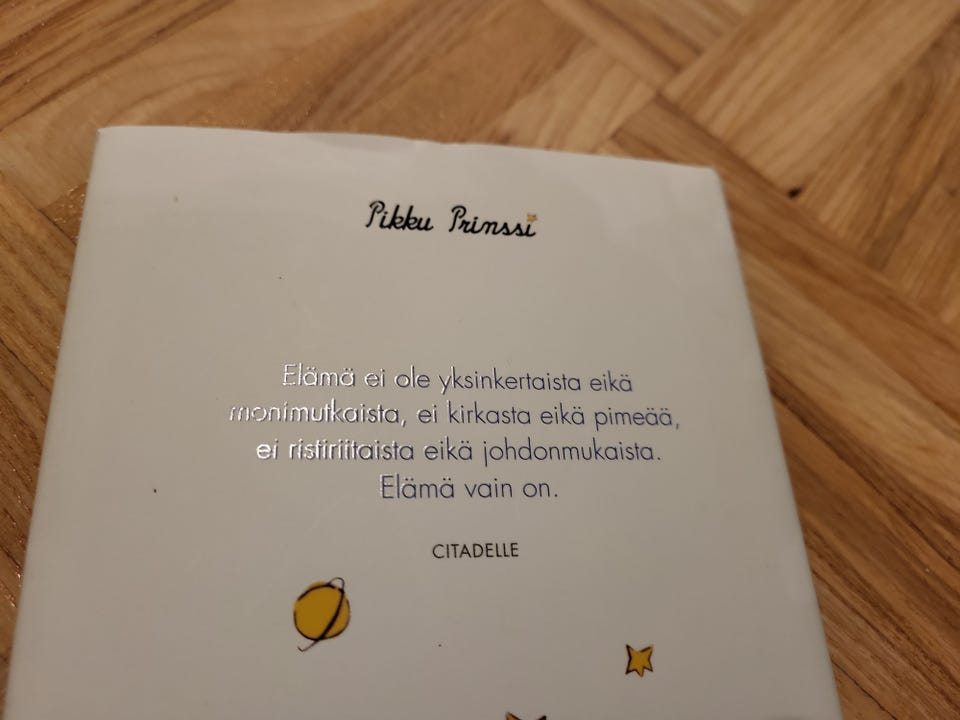 Pikku Prinssi
Elämä ei ole yksinkertaista eikä
monimutkaista, ei kirkasta eikä pimeää,
ei ristiriitaista eikä johdonmukaista.
Elämä vain on.
CITADELLE